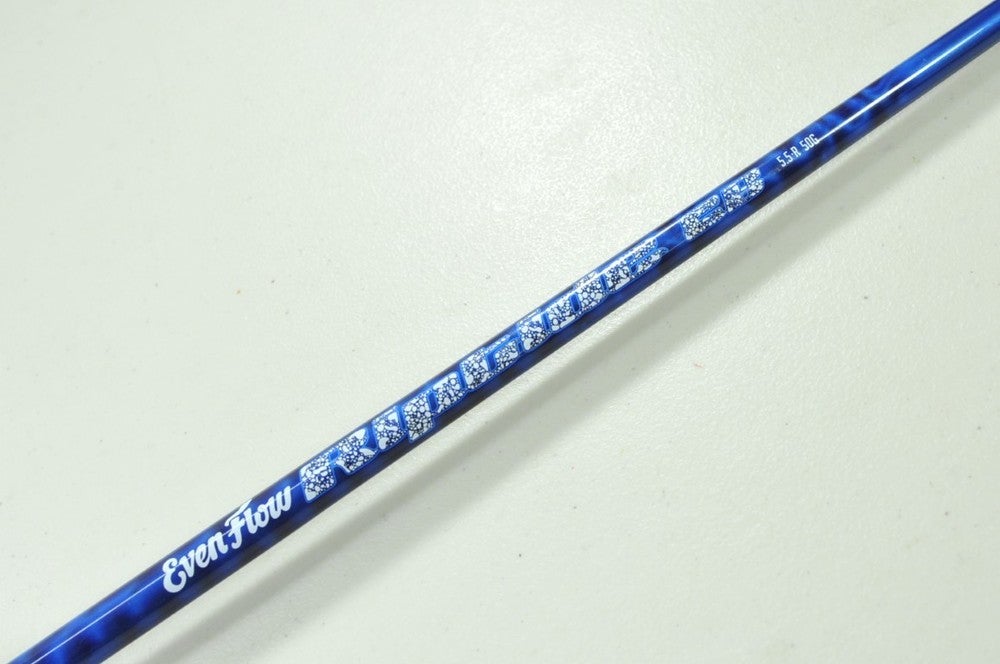 EvenFlow RIPTIDE CB 5.5-R 50G